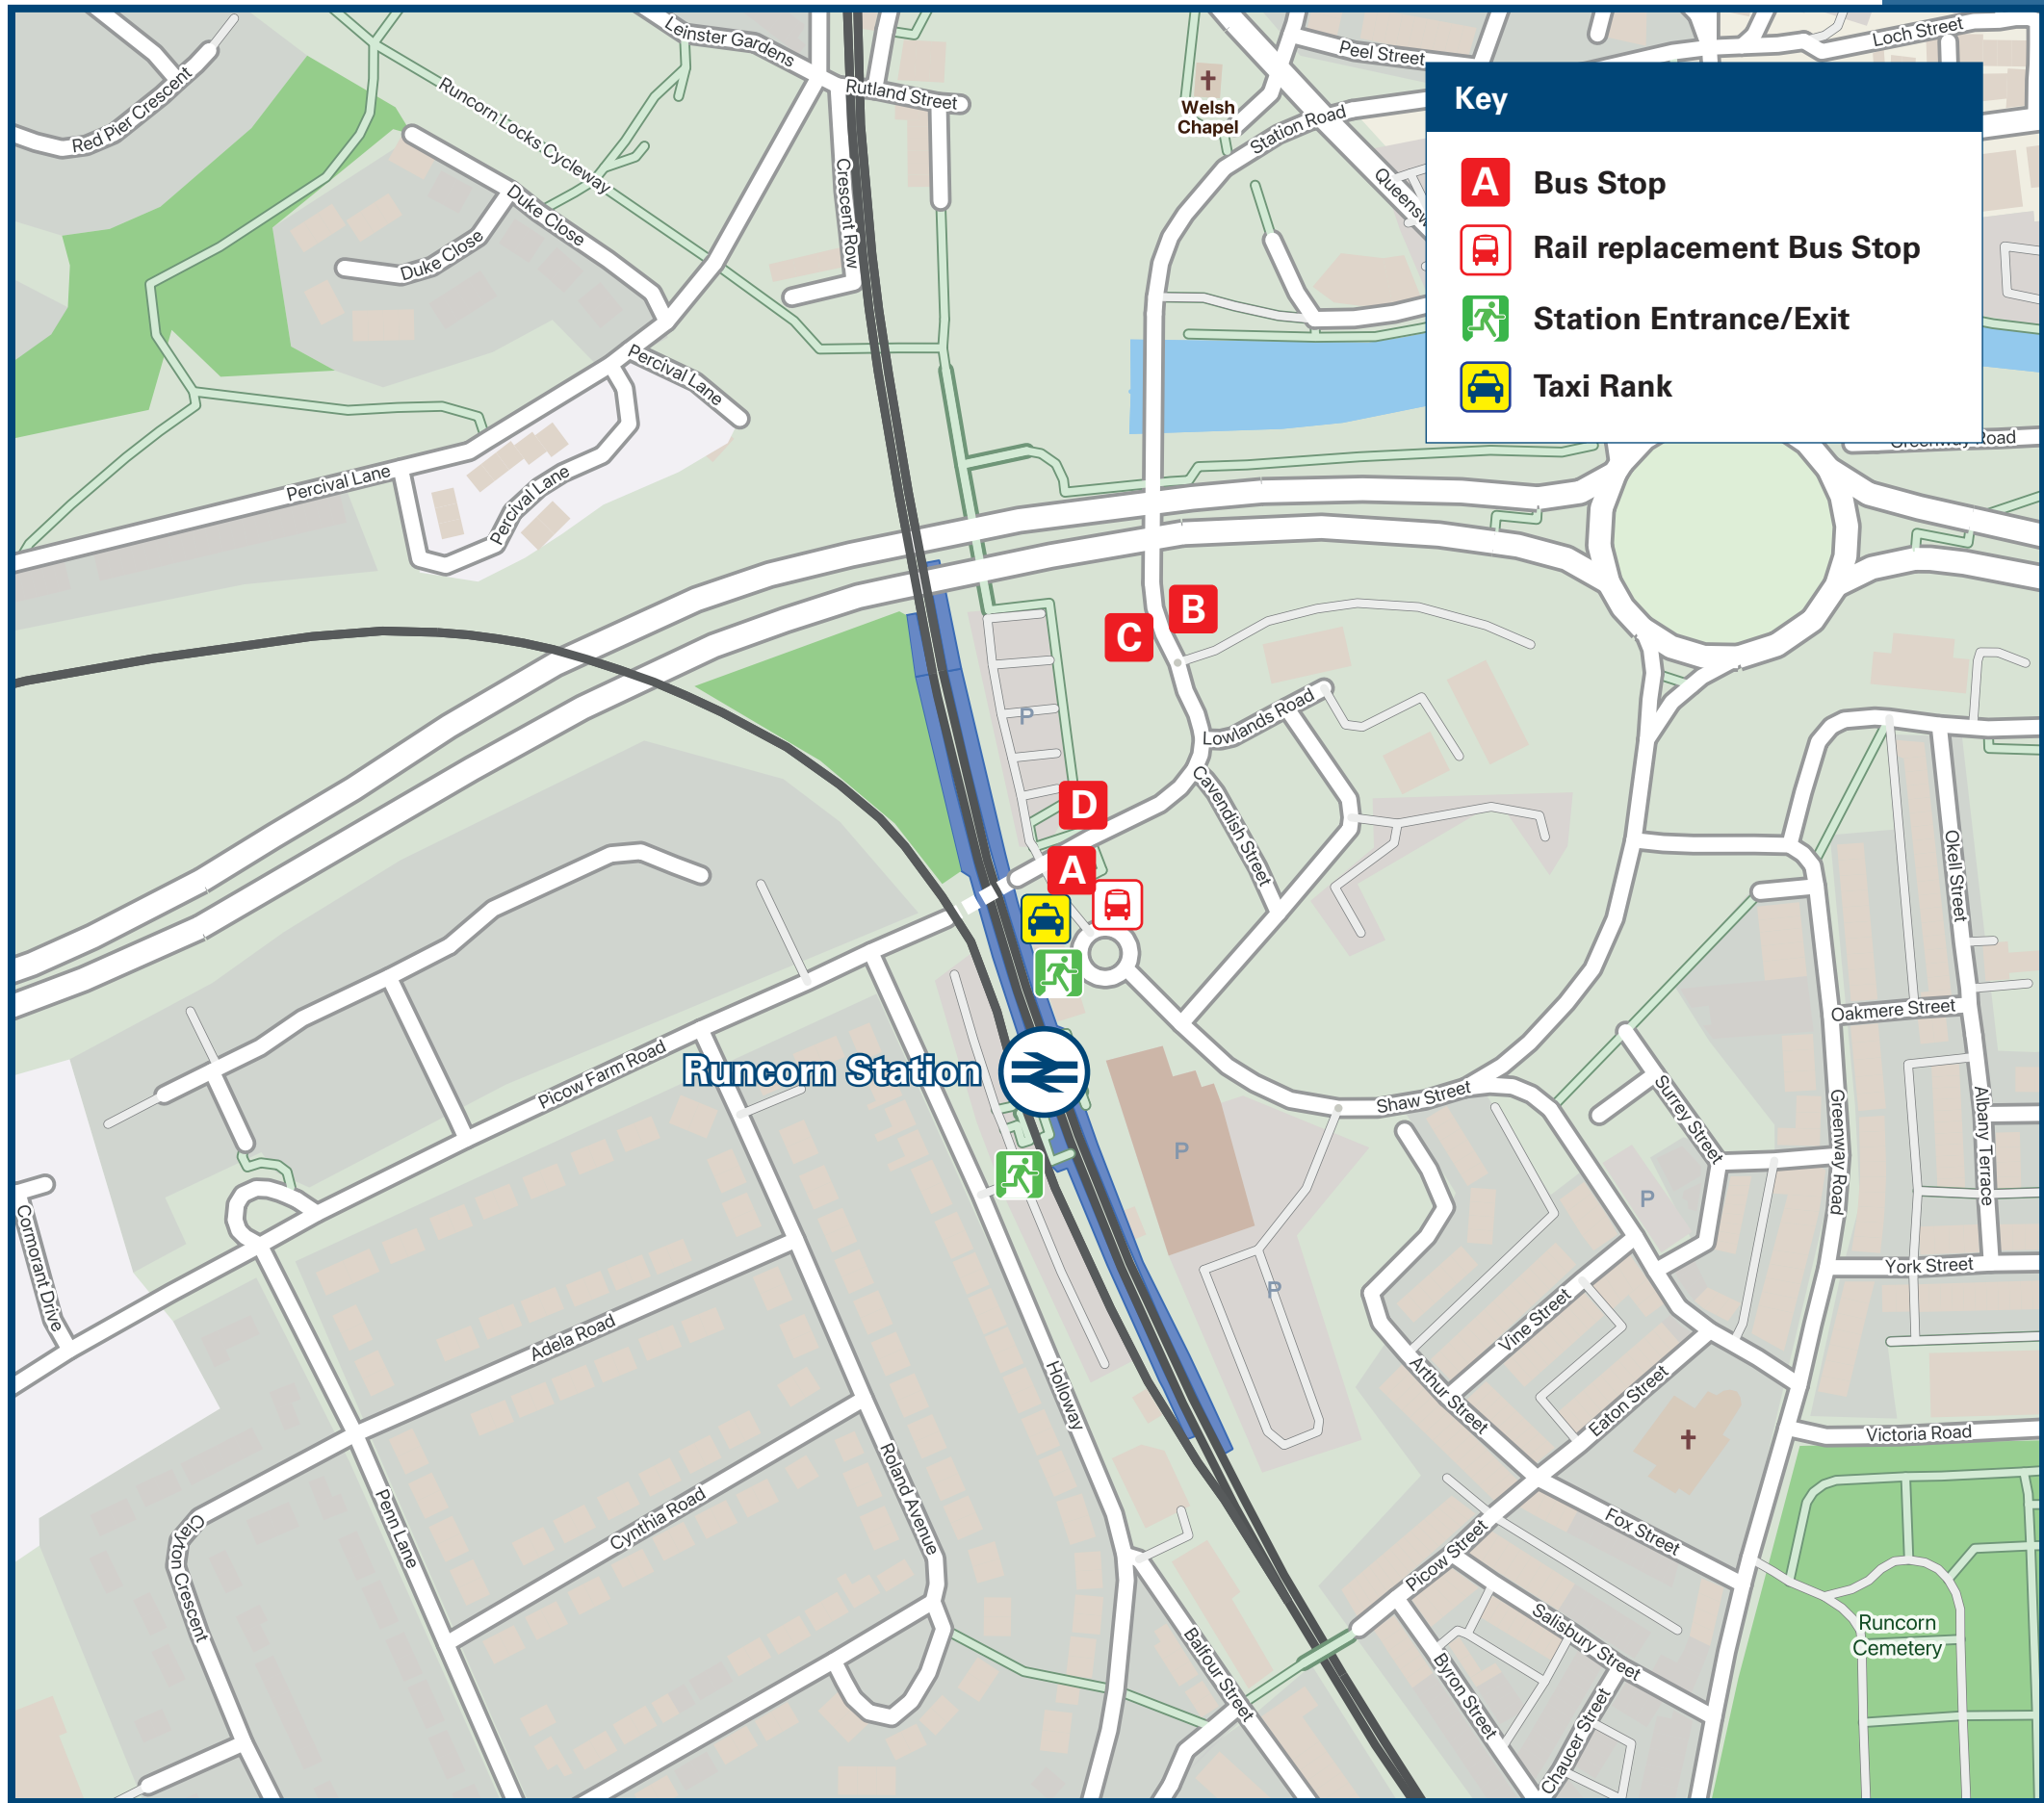 Leinster Gardens
Peel Street
Loch Street
Red Pier Crescent
Runcorn Locks Cycleway
Rutland Street
Welsh
Chapel
Station Road
Key
A Bus Stop
Rail replacement Bus Stop
Station Entrance/Exit
Taxi Rank
Crescent Row
Queensw
Duke Close
Duke Close
Percival Lane
Percival Lane
Percival Lane
Greenway Road
B
C
P
Lowlands Road
Cavendish Street
D
A
Okell Street
Oakmere Street
Runcorn Station
Picow Farm Road
Shaw Street
Surrey Street
Greenway Road
Albany Terrace
P
P
P
Cormorant Drive
York Street
Adela Road
Vine Street
Holloway
Arthur Street
Eaton Street
Victoria Road
Roland Avenue
Penn Lane
Cynthia Road
Clayton Crescent
Fox Street
Picow Street
Salisbury Street
Runcorn
Cemetery
Balfour Street
Byron Street
Chaucer Street